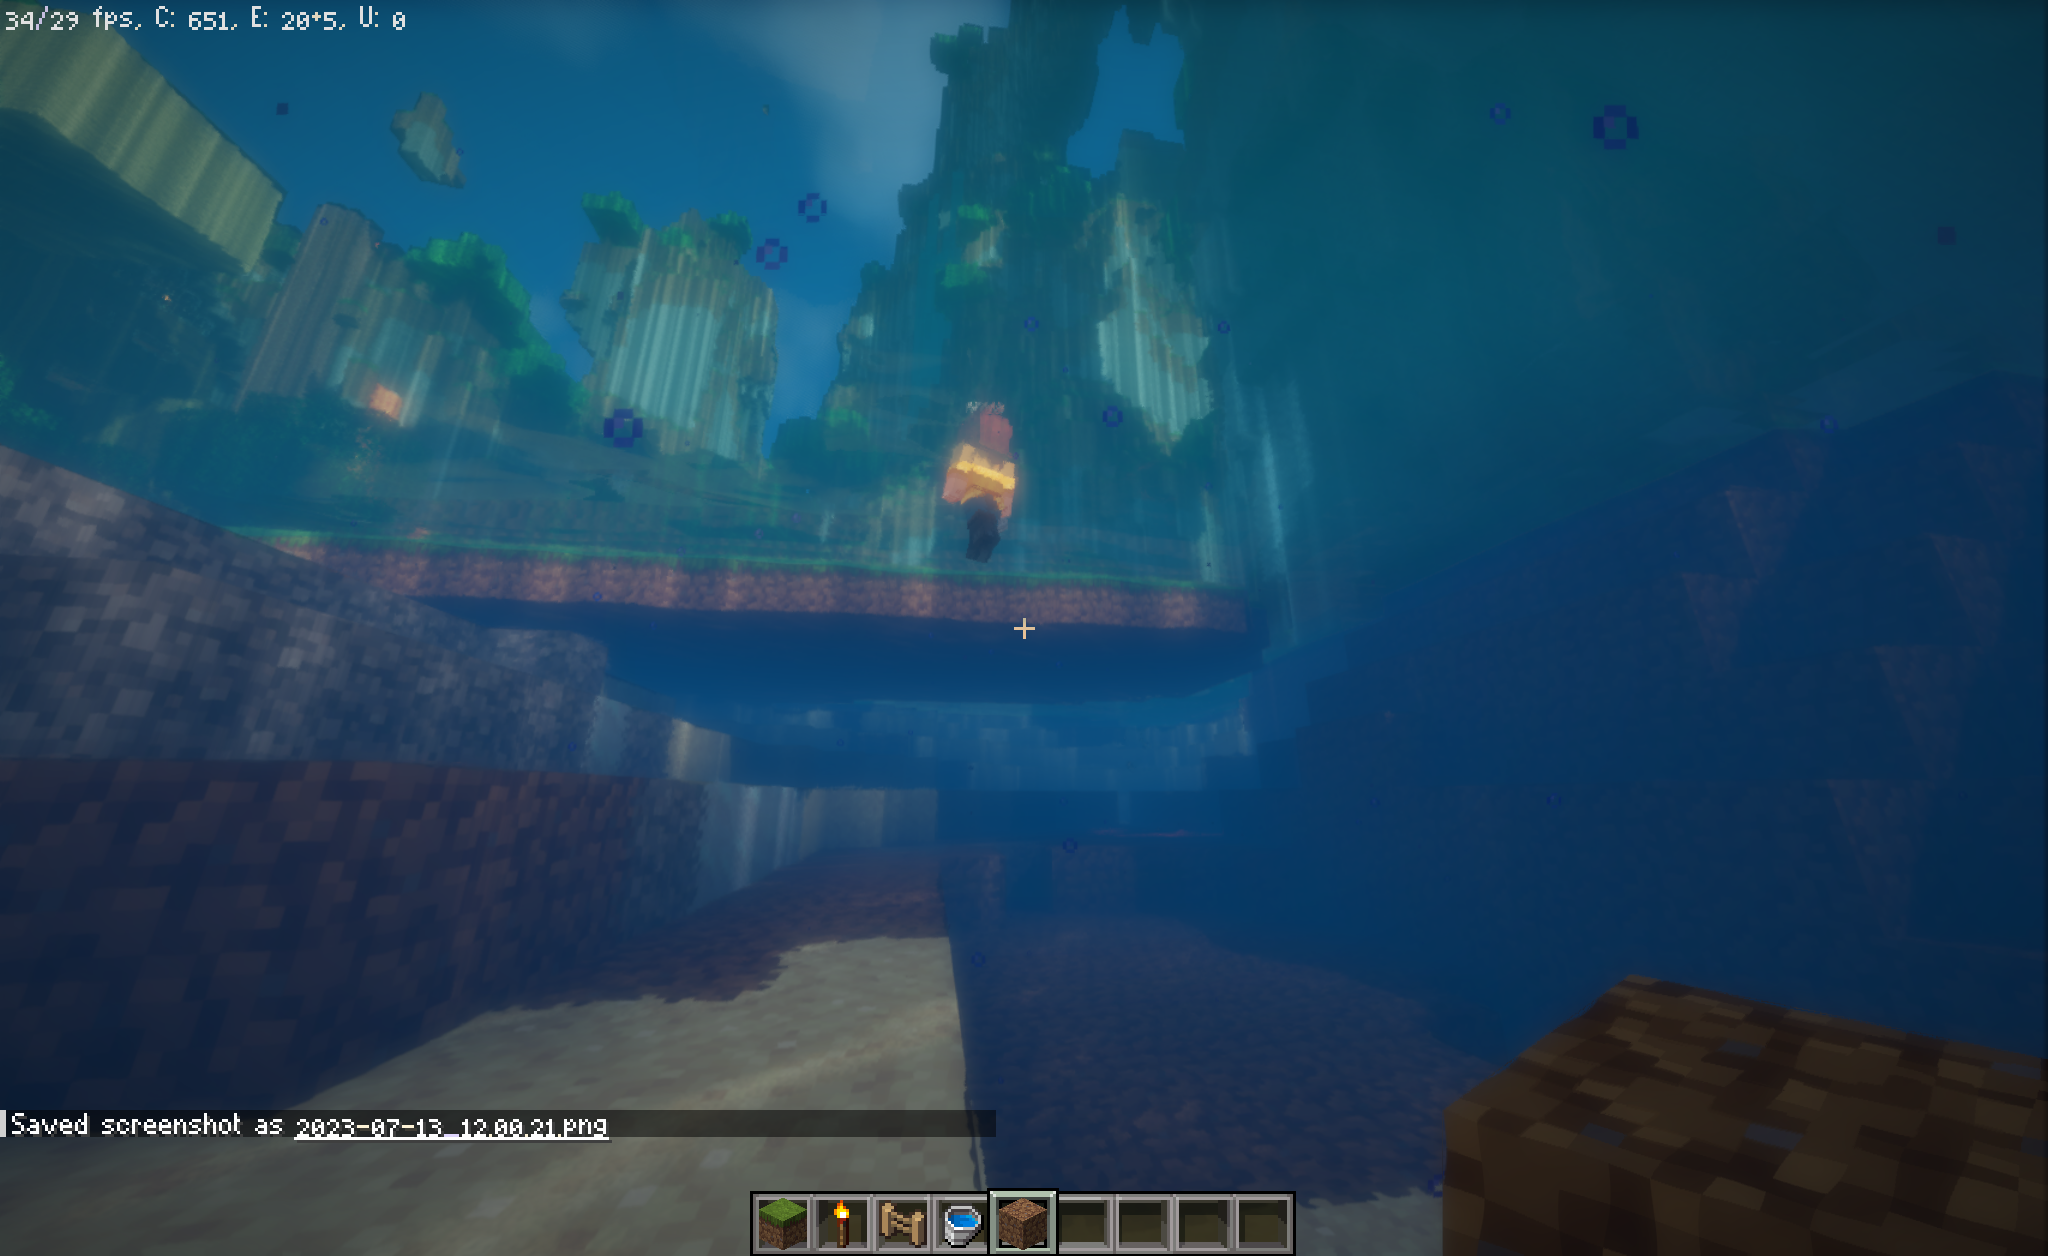 34/29 fps, C: 651, E: 20+5, U: 0
Saved screenshot as 2023-07-13_12.00.21.png